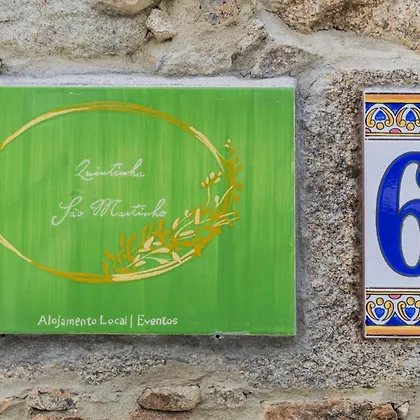 Quintinha
São Martinho
Alojamento Local | Eventos
6